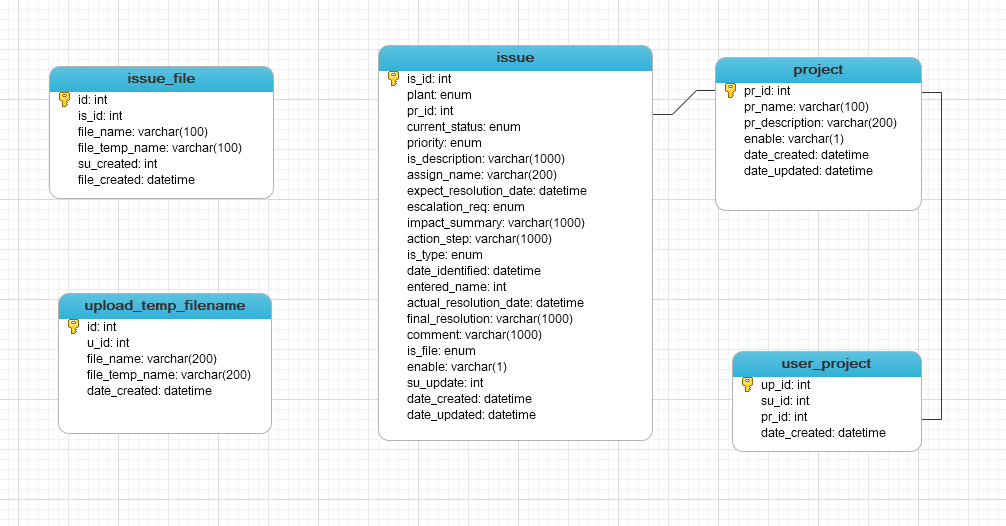 issue_file
id: int
is_id: int
file_name: varchar(100)
file_temp_name: varchar(100)
su_created: int
file_created: datetime
upload_temp_filename
id: int
u_id: int
file_name: varchar(200)
file_temp_name: varchar(200)
date_created: datetime
issue
is_id: int
plant: enum
pr_id: int
current_status: enum
priority: enum
is_description: varchar(1000)
assign_name: varchar(200)
expect_resolution_date: datetime
escalation_req: enum
impact_summary: varchar(1000)
action_step: varchar(1000)
is_type: enum
date_identified: datetime
entered_name: int
actual_resolution_date: datetime
final_resolution: varchar(1000)
comment: varchar(1000)
is_file: enum
enable: varchar(1)
su_update: int
date_created: datetime
date_updated: datetime
project
pr_id: int
pr_name: varchar(100)
pr_description: varchar(200)
enable: varchar(1)
date_created: datetime
date_updated: datetime
user_project
up_id: int
su_id: int
pr_id: int
date_created: datetime